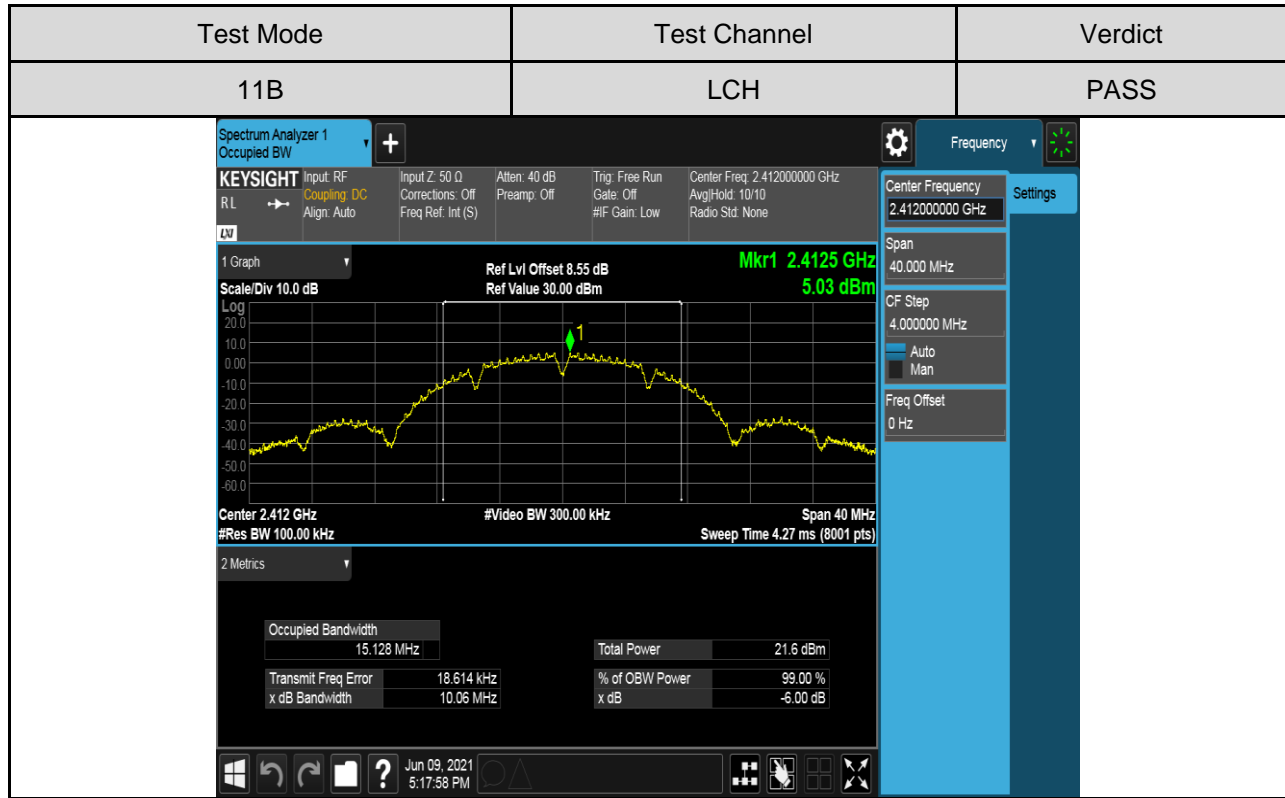 Test Mode Test Channel Verdict
11B LCH PASS
Spectrum Analyzer 1
Occupied BW
+
Frequency
KEYSIGHT Input: RF Input Z: 50 Ω Atten: 40 dB Trig: Free Run Center Freq: 2.412000000 GHz
Coupling: DC Corrections: Off Preamp: Off Gate: Off Avg|Hold: 10/10
RL Align: Auto Freq Ref: Int (S) #IF Gain: Low Radio Std: None
LXI
Center Frequency
2.412000000 GHz
Settings
Span
40.000 MHz
CF Step
4.000000 MHz
Auto
Man
Freq Offset
0 Hz
1 Graph
Ref Lvl Offset 8.55 dB
Mkr1 2.4125 GHz
Scale/Div 10.0 dB
Ref Value 30.00 dBm
5.03 dBm
Log
20.0
10.0
1
0.00
-10.0
-20.0
-30.0
-40.0
-50.0
-60.0
Center 2.412 GHz #Video BW 300.00 kHz Span 40 MHz
#Res BW 100.00 kHz Sweep Time 4.27 ms (8001 pts)
2 Metrics
Occupied Bandwidth
15.128 MHz
Total Power 21.6 dBm
Transmit Freq Error 18.614 kHz % of OBW Power 99.00 %
x dB Bandwidth 10.06 MHz x dB -6.00 dB
?
Jun 09, 2021
5:17:58 PM